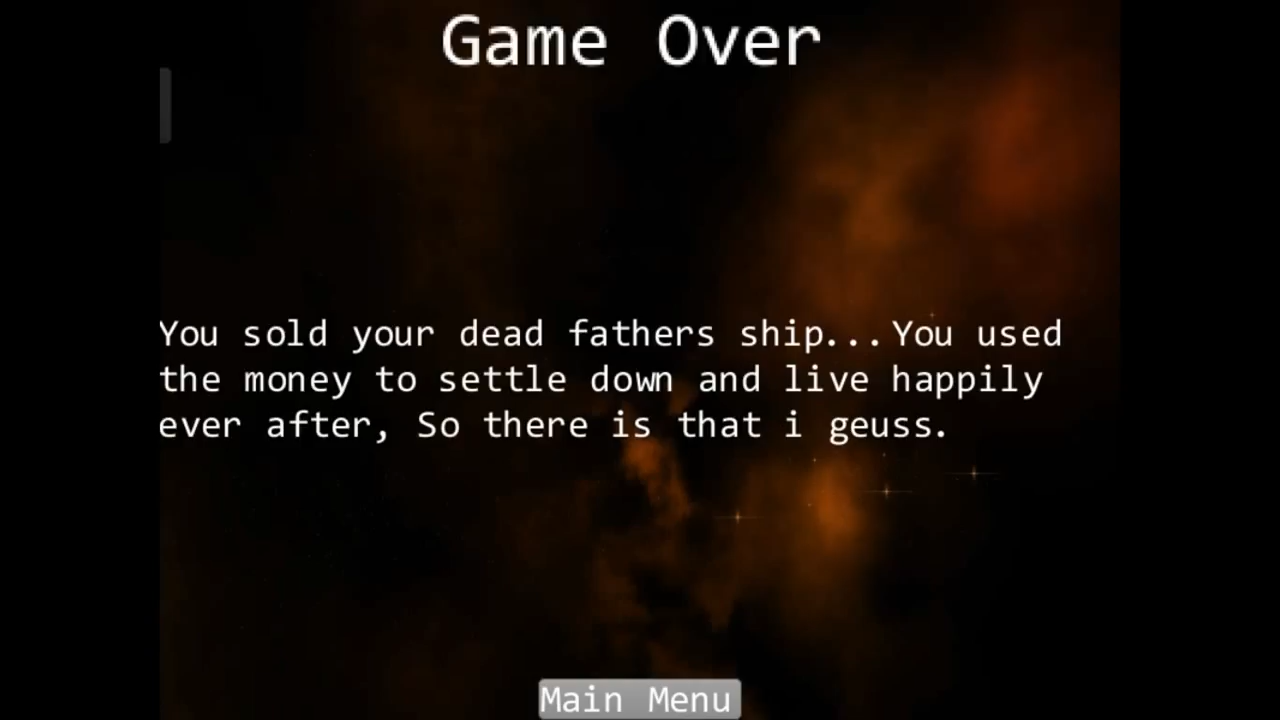 Game Over
You sold your dead fathers ship...You used
the money to settle down and live happily
ever after, So there is that i geuss.
Main Menu